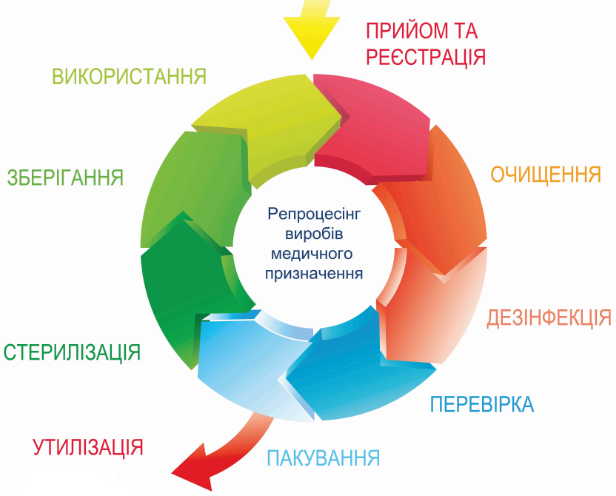 ПРИЙОМ ТА
РЕЄСТРАЦІЯ
ВИКОРИСТАННЯ
ОЧИЩЕННЯ
ЗБЕРІГАННЯ
Репроцесінг
виробів
медичного
призначення
ДЕЗІНФЕКЦІЯ
СТЕРИЛІЗАЦІЯ
ПЕРЕВІРКА
УТИЛІЗАЦІЯ
ПАКУВАННЯ